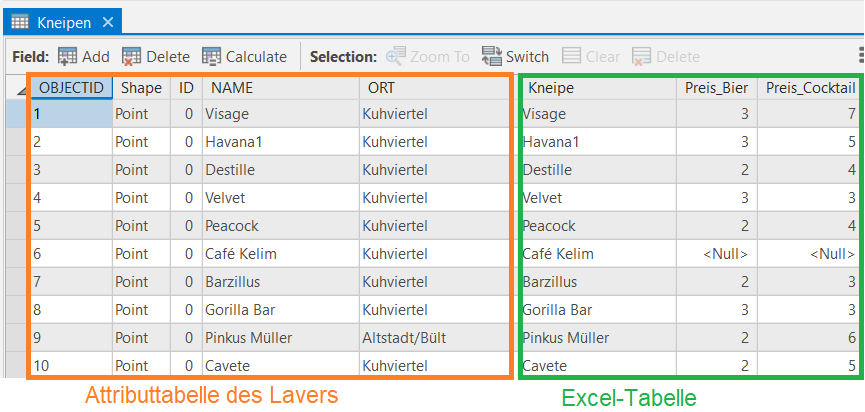 Kneipen ×
Field: Add Delete Calculate Selection: Zoom To Switch Clear Delete
OBJECTID Shape ID NAME ORT Kneipe Preis_Bier Preis_Cocktail
1 Point 0 Visage Kuhviertel Visage 3 7
2 Point 0 Havana1 Kuhviertel Havana1 3 5
3 Point 0 Destille Kuhviertel Destille 2 4
4 Point 0 Velvet Kuhviertel Velvet 3 3
5 Point 0 Peacock Kuhviertel Peacock 2 4
6 Point 0 Café Kelim Kuhviertel Café Kelim <Null> <Null>
7 Point 0 Barzillus Kuhviertel Barzillus 2 3
8 Point 0 Gorilla Bar Kuhviertel Gorilla Bar 3 3
9 Point 0 Pinkus Müller Altstadt/Bült Pinkus Müller 2 6
10 Point 0 Cavete Kuhviertel Cavete 2 5
Attributtabelle des Lavers Excel-Tabelle